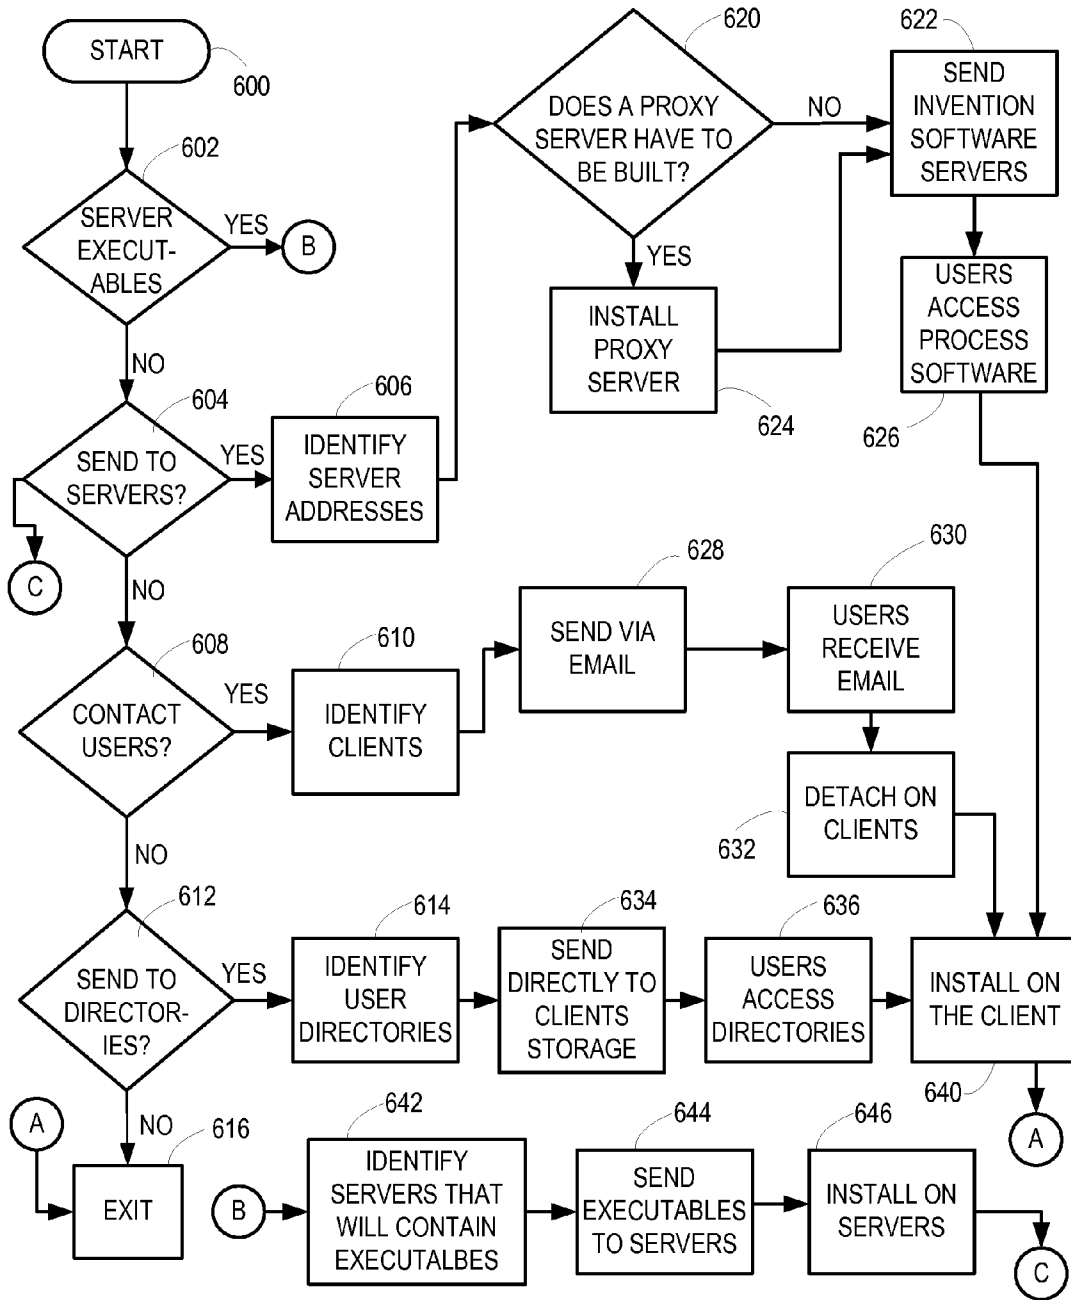 START
600
602
SERVER
EXECUT-
ABLES
YES
B
NO
604
SEND TO
SERVERS?
YES
C
NO
606
IDENTIFY
SERVER
ADDRESSES
620
DOES A PROXY
SERVER HAVE TO
BE BUILT?
NO
YES
INSTALL
PROXY
SERVER
624
622
SEND
INVENTION
SOFTWARE
SERVERS
USERS
ACCESS
PROCESS
SOFTWARE
626
608
CONTACT
USERS?
YES
NO
610
IDENTIFY
CLIENTS
628
SEND VIA
EMAIL
630
USERS
RECEIVE
EMAIL
DETACH ON
CLIENTS
632
612
SEND TO
DIRECTOR-
IES?
YES
NO
614
IDENTIFY
USER
DIRECTORIES
634
SEND
DIRECTLY TO
CLIENTS
STORAGE
636
USERS
ACCESS
DIRECTORIES
INSTALL ON
THE CLIENT
640
A
A
616
EXIT
B
642
IDENTIFY
SERVERS THAT
WILL CONTAIN
EXECUTALBES
644
SEND
EXECUTABLES
TO SERVERS
646
INSTALL ON
SERVERS
C